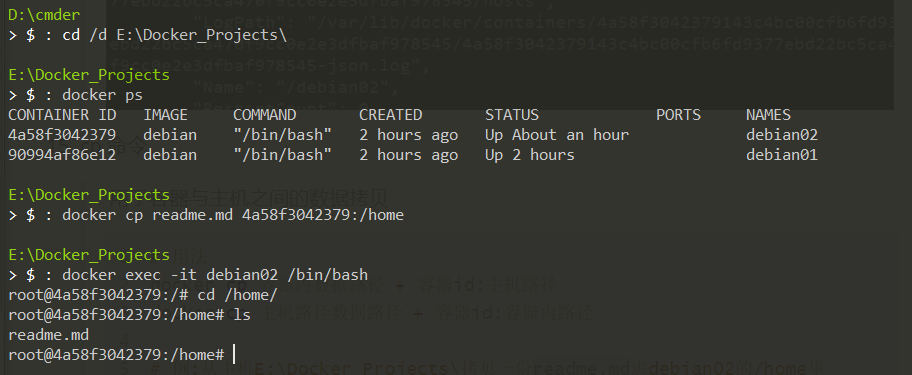 D:\cmder
> $ : cd /d E:\Docker_Projects\
E:\Docker_Projects
> $ : docker ps
CONTAINER ID IMAGE COMMAND CREATED STATUS PORTS NAMES
4a58f3042379 debian "/bin/bash" 2 hours ago Up About an hour debian02
90994af86e12 debian "/bin/bash" 2 hours ago Up 2 hours debian01
E:\Docker_Projects
> $ : docker cp readme.md 4a58f3042379:/home
E:\Docker_Projects
> $ : docker exec -it debian02 /bin/bash
root@4a58f3042379:/# cd /home/
root@4a58f3042379:/home# ls
readme.md
root@4a58f3042379:/home#